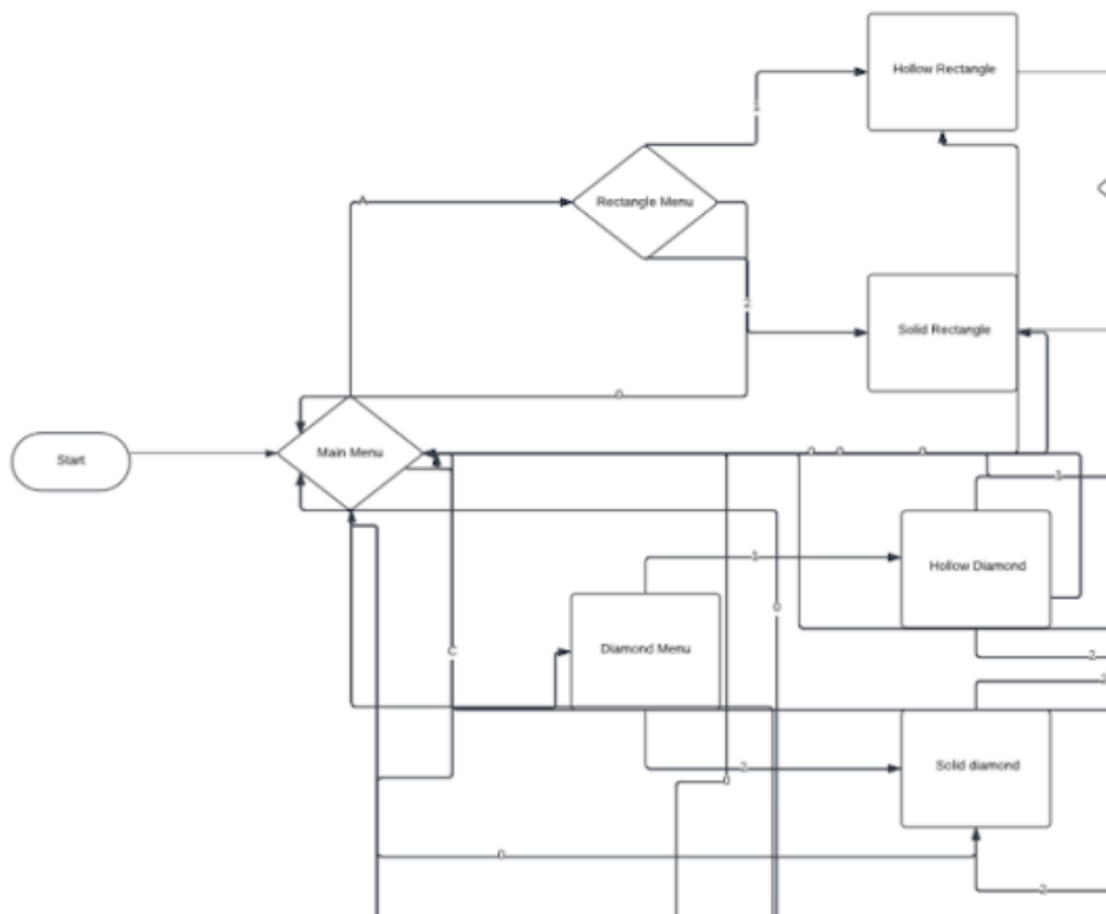 Hollow Rectangle
1
A
Rectangle Menu
2
Solid Rectangle
0
Main Menu
Start
0
0
0
1
1
Hollow Diamond
0
Diamond Menu
C
2
2
2
Solid diamond
0
0
2